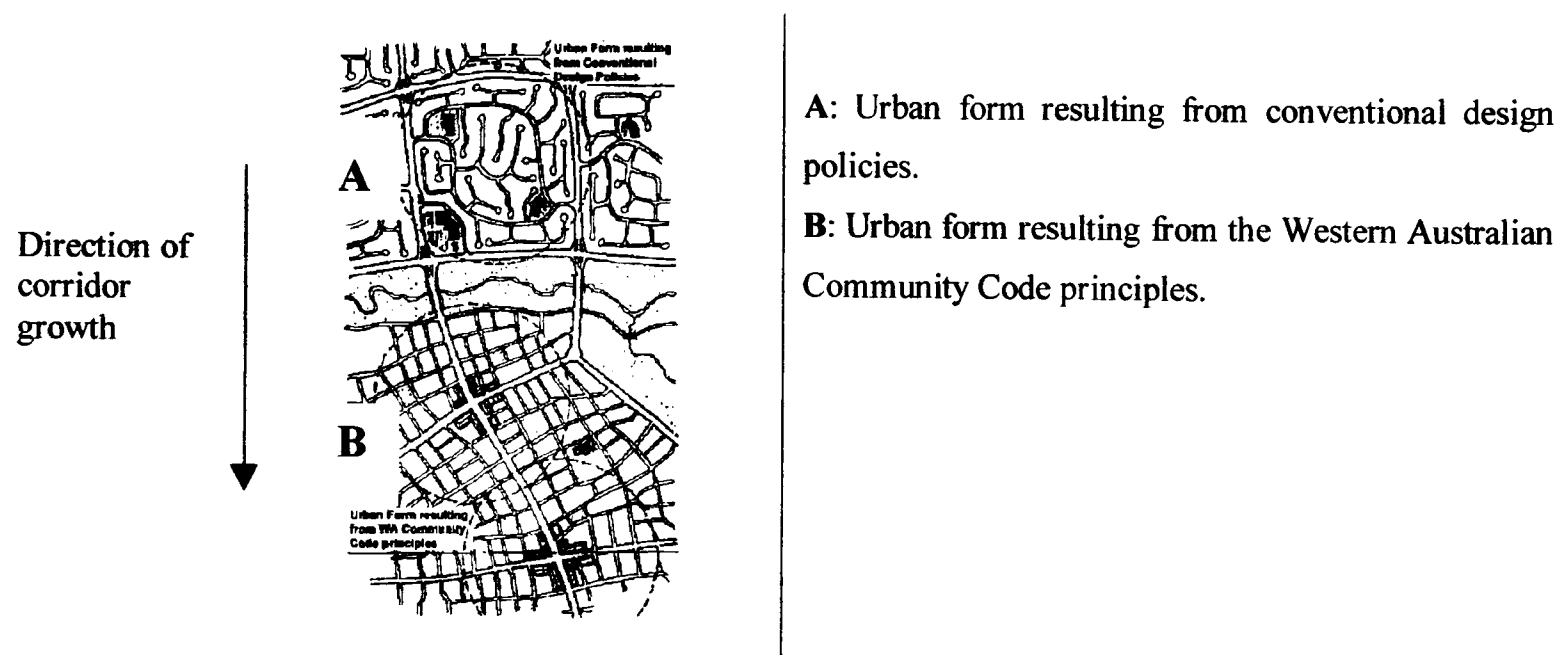 Urban Form resulting
from Conventional
Design Policies
A
Direction of
corridor
growth
B
Urban Form resulting
from WA Community
Code principles
A: Urban form resulting from conventional design
policies.
B: Urban form resulting from the Western Australian
Community Code principles.